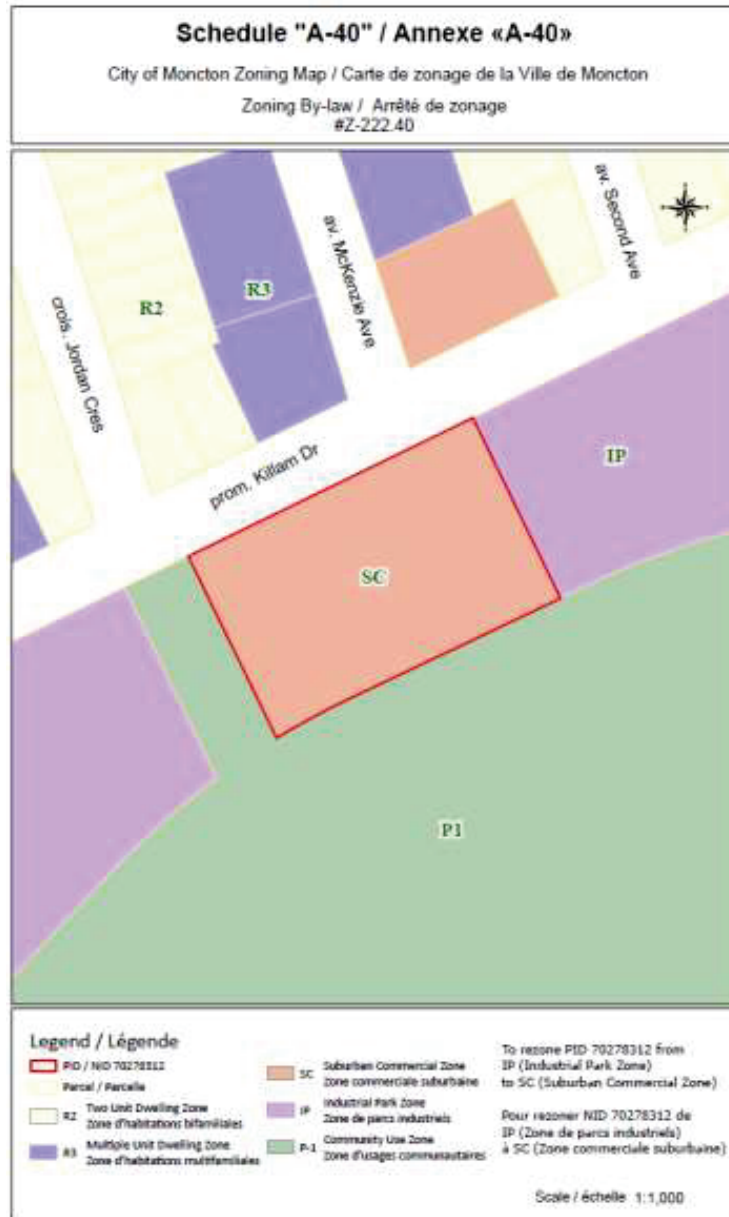 Schedule "A-40" / Annexe «A-40»
City of Moncton Zoning Map / Carte de zonage de la Ville de Moncton
Zoning By-law / Arrêté de zonage
#Z-222.40
av. Second Ave
av. McKenzie Ave
R3
R2
crois. Jordan Cres
prom. Killam Dr
IP
SC
P1
Legend / Légende
PID / NID 70278312
Parcel / Parcelle
R2 Two Unit Dwelling Zone
Zone d'habitations bifamiliales
R3 Multiple Unit Dwelling Zone
Zone d'habitations multifamiliales
SC Suburban Commercial Zone
zone commerciale suburbaine
IP Industrial Park Zone
Zone de parcs industriels
P-1 Community Use Zone
Zone d'usages communautaires
To rezone PID 70278312 from
IP (Industrial Park Zone)
to SC (Suburban Commercial Zone)
Pour rezoner NID 70278312 de
IP (Zone de parcs industriels)
à SC (Zone commerciale suburbaine)
Scale / échelle 1:1,000